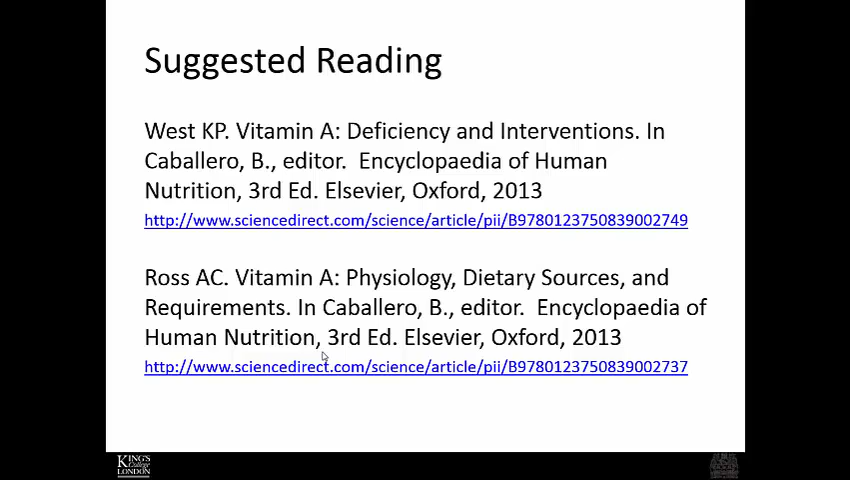 Suggested Reading
West KP. Vitamin A: Deficiency and Interventions. In
Caballero, B., editor.  Encyclopaedia of Human
Nutrition, 3rd Ed. Elsevier, Oxford, 2013
http://www.sciencedirect.com/science/article/pii/B9780123750839002749
Ross AC. Vitamin A: Physiology, Dietary Sources, and
Requirements. In Caballero, B., editor.  Encyclopaedia of
Human Nutrition, 3rd Ed. Elsevier, Oxford, 2013
http://www.sciencedirect.com/science/article/pii/B9780123750839002737
KING'S
College
LONDON